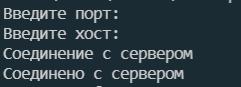 Введите порт:
Введите хост:
Соединение с сервером
Соединено с сервером